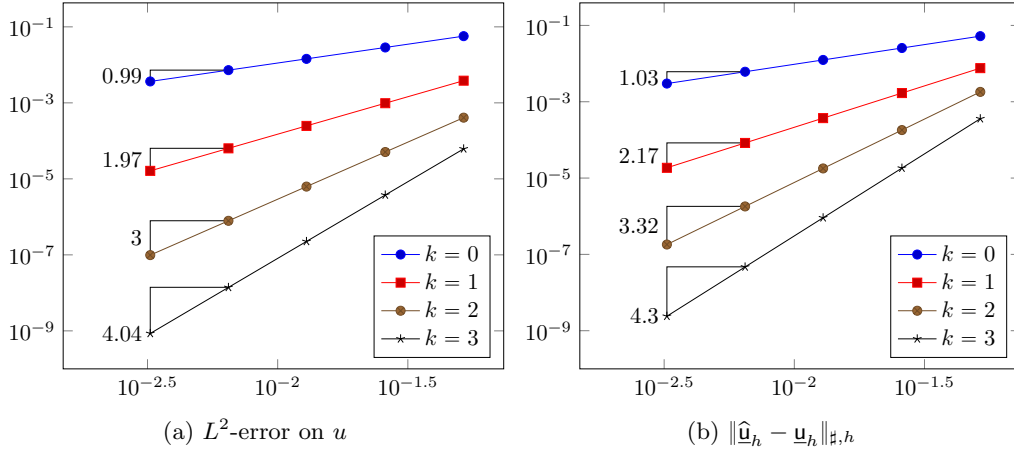 10^{-1}
10^{-3}
10^{-5}
10^{-7}
10^{-9}
0.99
1.97
3
4.04
k = 0
k = 1
k = 2
k = 3
10^{-2.5} 10^{-2} 10^{-1.5}
(a) L^2-error on u
10^{-1}
10^{-3}
10^{-5}
10^{-7}
10^{-9}
1.03
2.17
3.32
4.3
k = 0
k = 1
k = 2
k = 3
10^{-2.5} 10^{-2} 10^{-1.5}
(b) ‖\underline{\widehat{u}}_h − \underline{u}_h‖_{♯,h}